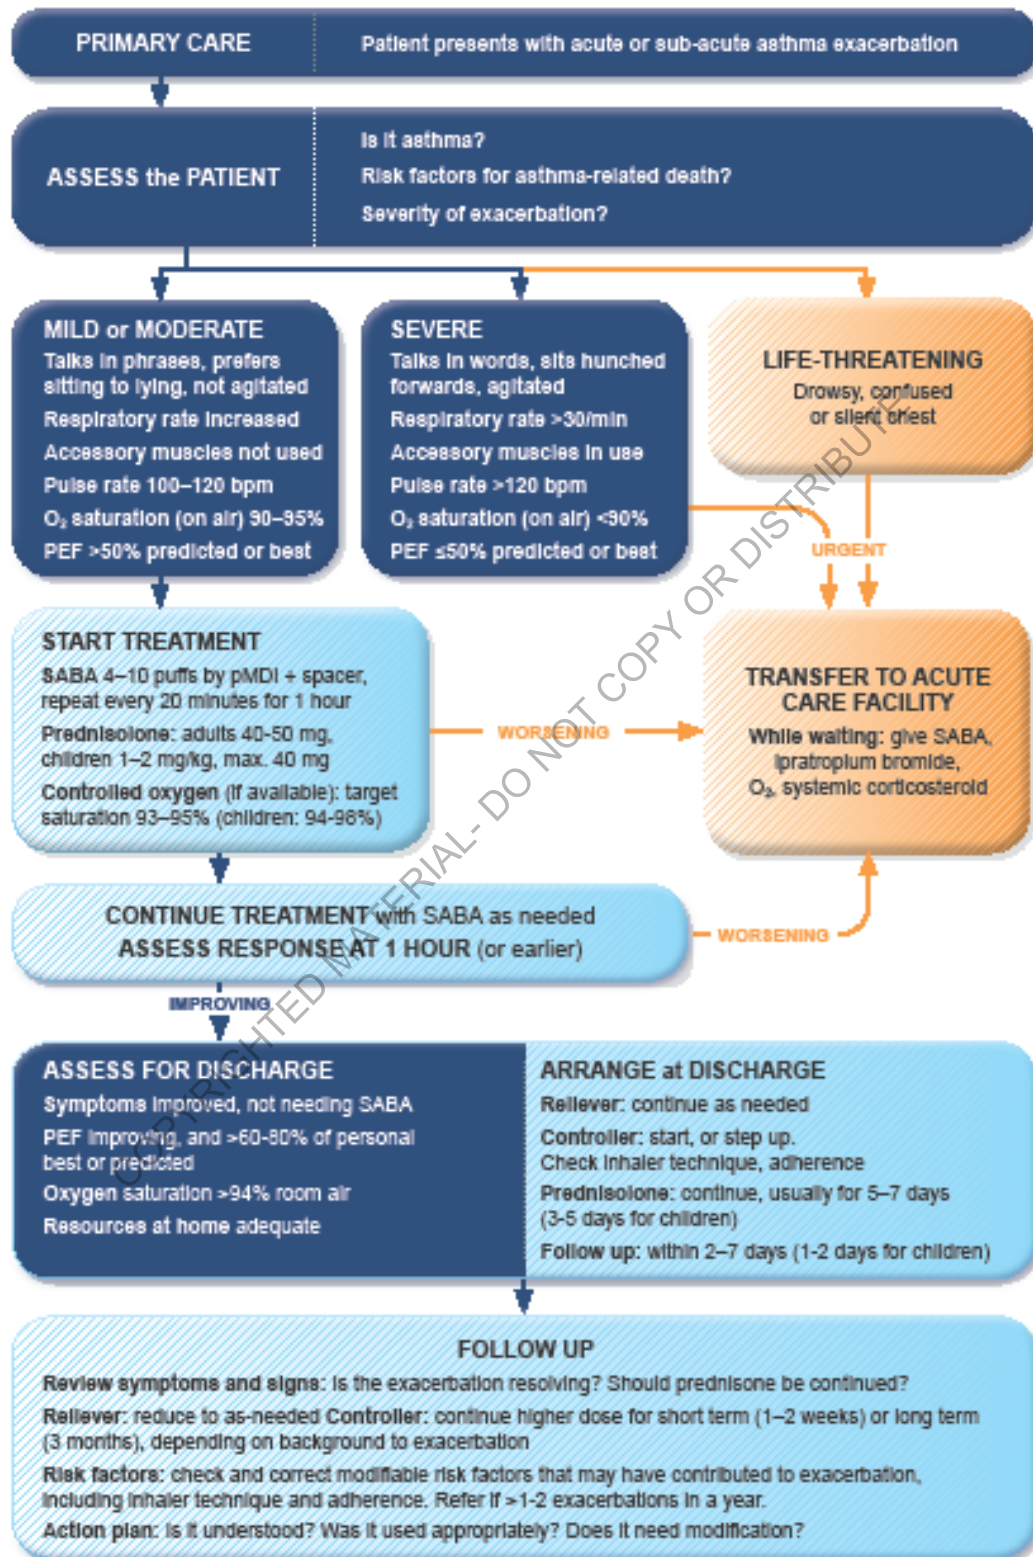 PRIMARY CARE
Patient presents with acute or sub-acute asthma exacerbation
ASSESS the PATIENT
Is it asthma?
Risk factors for asthma-related death?
Severity of exacerbation?
MILD or MODERATE
Talks in phrases, prefers
sitting to lying, not agitated
Respiratory rate increased
Accessory muscles not used
Pulse rate 100–120 bpm
O₂ saturation (on air) 90–95%
PEF >50% predicted or best
SEVERE
Talks in words, sits hunched
forwards, agitated
Respiratory rate >30/min
Accessory muscles in use
Pulse rate >120 bpm
O₂ saturation (on air) <90%
PEF ≤50% predicted or best
LIFE-THREATENING
Drowsy, confused
or silent chest
URGENT
START TREATMENT
SABA 4–10 puffs by pMDI + spacer,
repeat every 20 minutes for 1 hour
Prednisolone: adults 40-50 mg,
children 1–2 mg/kg, max. 40 mg
Controlled oxygen (if available): target
saturation 93–95% (children: 94-98%)
WORSENING
TRANSFER TO ACUTE
CARE FACILITY
While waiting: give SABA,
ipratropium bromide,
O₂, systemic corticosteroid
CONTINUE TREATMENT with SABA as needed
ASSESS RESPONSE AT 1 HOUR (or earlier)
WORSENING
IMPROVING
ASSESS FOR DISCHARGE
Symptoms improved, not needing SABA
PEF improving, and >60-80% of personal
best or predicted
Oxygen saturation >94% room air
Resources at home adequate
ARRANGE at DISCHARGE
Reliever: continue as needed
Controller: start, or step up.
Check inhaler technique, adherence
Prednisolone: continue, usually for 5–7 days
(3-5 days for children)
Follow up: within 2–7 days (1-2 days for children)
FOLLOW UP
Review symptoms and signs: Is the exacerbation resolving? Should prednisone be continued?
Reliever: reduce to as-needed Controller: continue higher dose for short term (1–2 weeks) or long term
(3 months), depending on background to exacerbation
Risk factors: check and correct modifiable risk factors that may have contributed to exacerbation,
including inhaler technique and adherence. Refer if >1-2 exacerbations in a year.
Action plan: Is it understood? Was it used appropriately? Does it need modification?
COPYRIGHTED MATERIAL- DO NOT COPY OR DISTRIBUTE